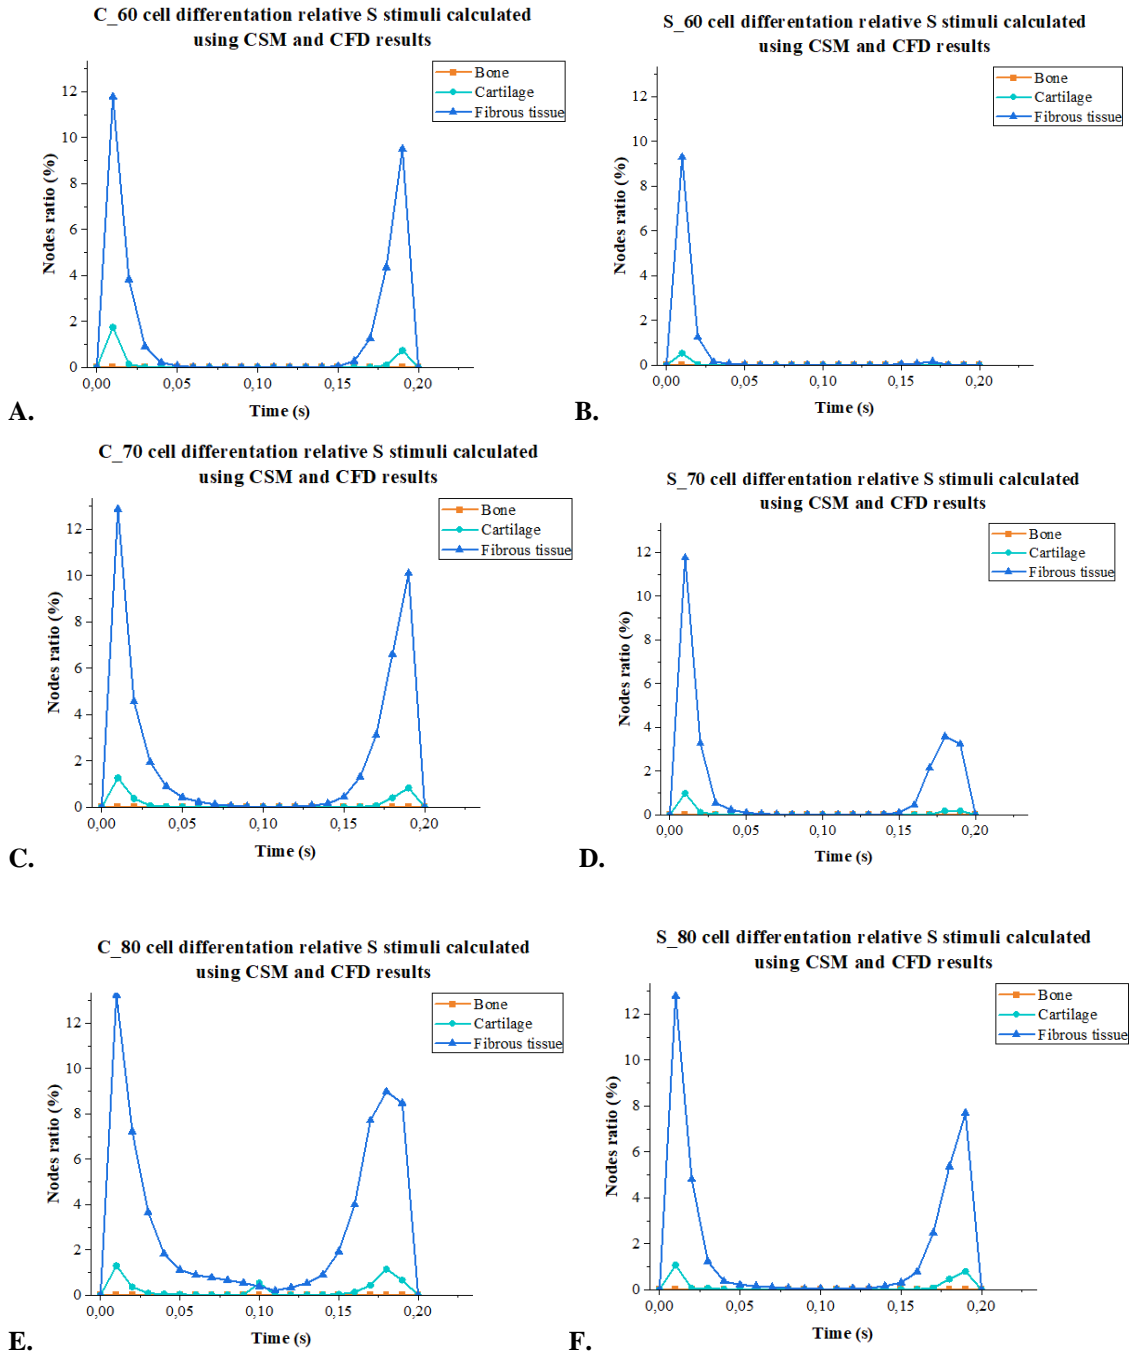 C_60 cell differentation relative S stimuli calculated
using CSM and CFD results
Bone
Cartilage
Fibrous tissue
Nodes ratio (%)
12
10
8
6
4
2
0
0,00
0,05
0,10
0,15
0,20
Time (s)
A.
S_60 cell differentation relative S stimuli calculated
using CSM and CFD results
Bone
Cartilage
Fibrous tissue
Nodes ratio (%)
12
10
8
6
4
2
0
0,00
0,05
0,10
0,15
0,20
Time (s)
B.
C_70 cell differentation relative S stimuli calculated
using CSM and CFD results
Bone
Cartilage
Fibrous tissue
Nodes ratio (%)
12
10
8
6
4
2
0
0,00
0,05
0,10
0,15
0,20
Time (s)
C.
S_70 cell differentation relative S stimuli calculated
using CSM and CFD results
Bone
Cartilage
Fibrous tissue
Nodes ratio (%)
12
10
8
6
4
2
0
0,00
0,05
0,10
0,15
0,20
Time (s)
D.
C_80 cell differentation relative S stimuli calculated
using CSM and CFD results
Bone
Cartilage
Fibrous tissue
Nodes ratio (%)
12
10
8
6
4
2
0
0,00
0,05
0,10
0,15
0,20
Time (s)
E.
S_80 cell differentation relative S stimuli calculated
using CSM and CFD results
Bone
Cartilage
Fibrous tissue
Nodes ratio (%)
12
10
8
6
4
2
0
0,00
0,05
0,10
0,15
0,20
Time (s)
F.